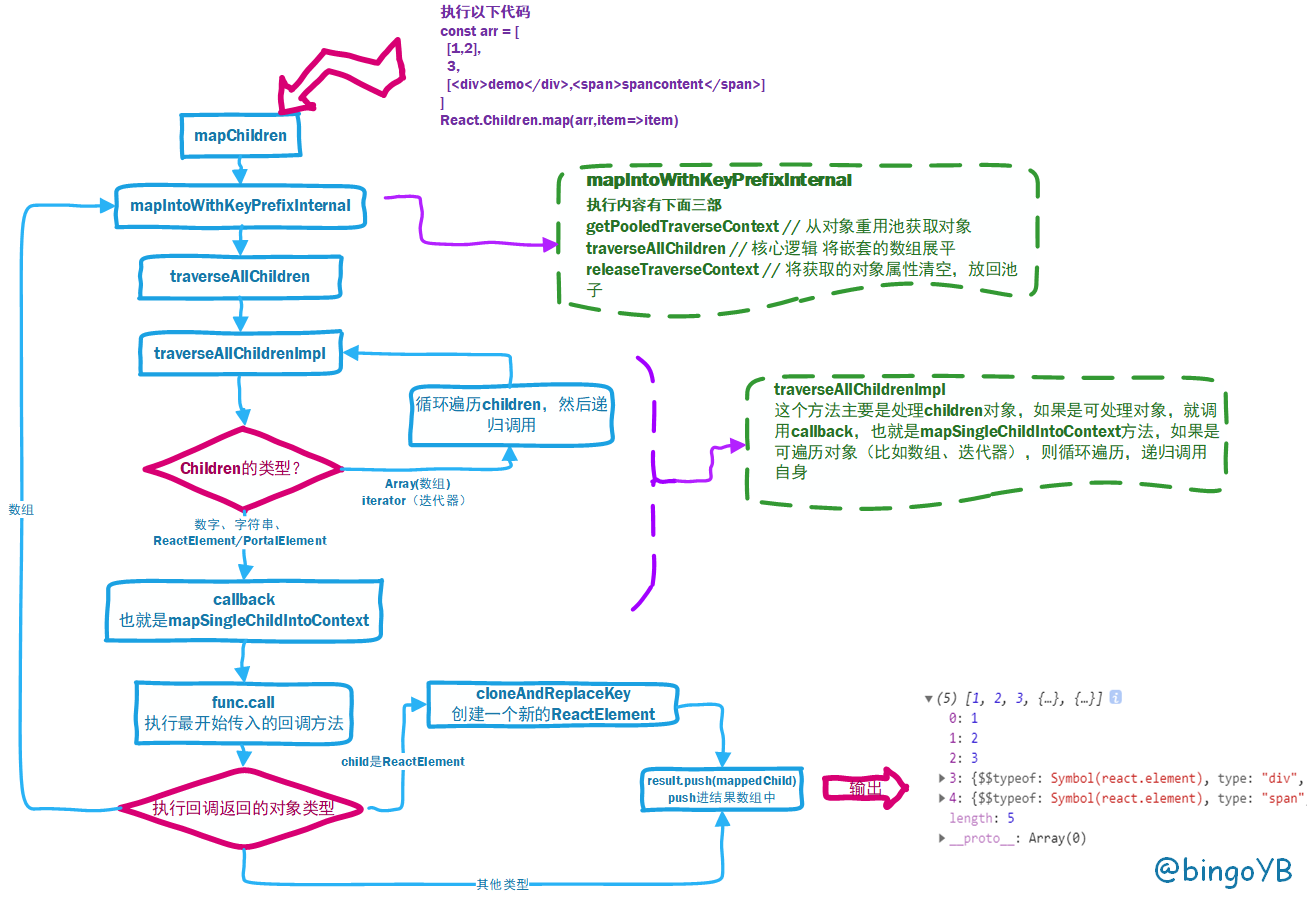 执行以下代码
const arr = [
[1,2],
3,
[<div>demo</div>,<span>spancontent</span>]
]
React.Children.map(arr,item=>item)
mapChildren
mapIntoWithKeyPrefixInternal
traverseAllChildren
traverseAllChildrenImpl
循环遍历children，然后递
归调用
Children的类型？
Array(数组)
iterator（迭代器）
数组
数字、字符串、
ReactElement/PortalElement
callback
也就是mapSingleChildIntoContext
func.call
执行最开始传入的回调方法
执行回调返回的对象类型
child是ReactElement
cloneAndReplaceKey
创建一个新的ReactElement
result.push(mappedChild)
push进结果数组中
其他类型
输出
mapIntoWithKeyPrefixInternal
执行内容有下面三部
getPooledTraverseContext // 从对象重用池获取对象
traverseAllChildren // 核心逻辑 将嵌套的数组展平
releaseTraverseContext // 将获取的对象属性清空，放回池
子
traverseAllChildrenImpl
这个方法主要是处理children对象，如果是可处理对象，就调
用callback，也就是mapSingleChildIntoContext方法，如果是
可遍历对象（比如数组、迭代器），则循环遍历，递归调用
自身
▼(5) [1, 2, 3, {…}, {…}] i
0: 1
1: 2
2: 3
▶3: {$$typeof: Symbol(react.element), type: "div",
▶4: {$$typeof: Symbol(react.element), type: "span"
length: 5
▶__proto__: Array(0)
@bingoYB